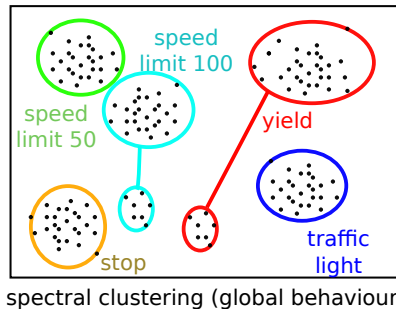 speed
limit 100
speed
limit 50
yield
traffic
light
stop
spectral clustering (global behaviour